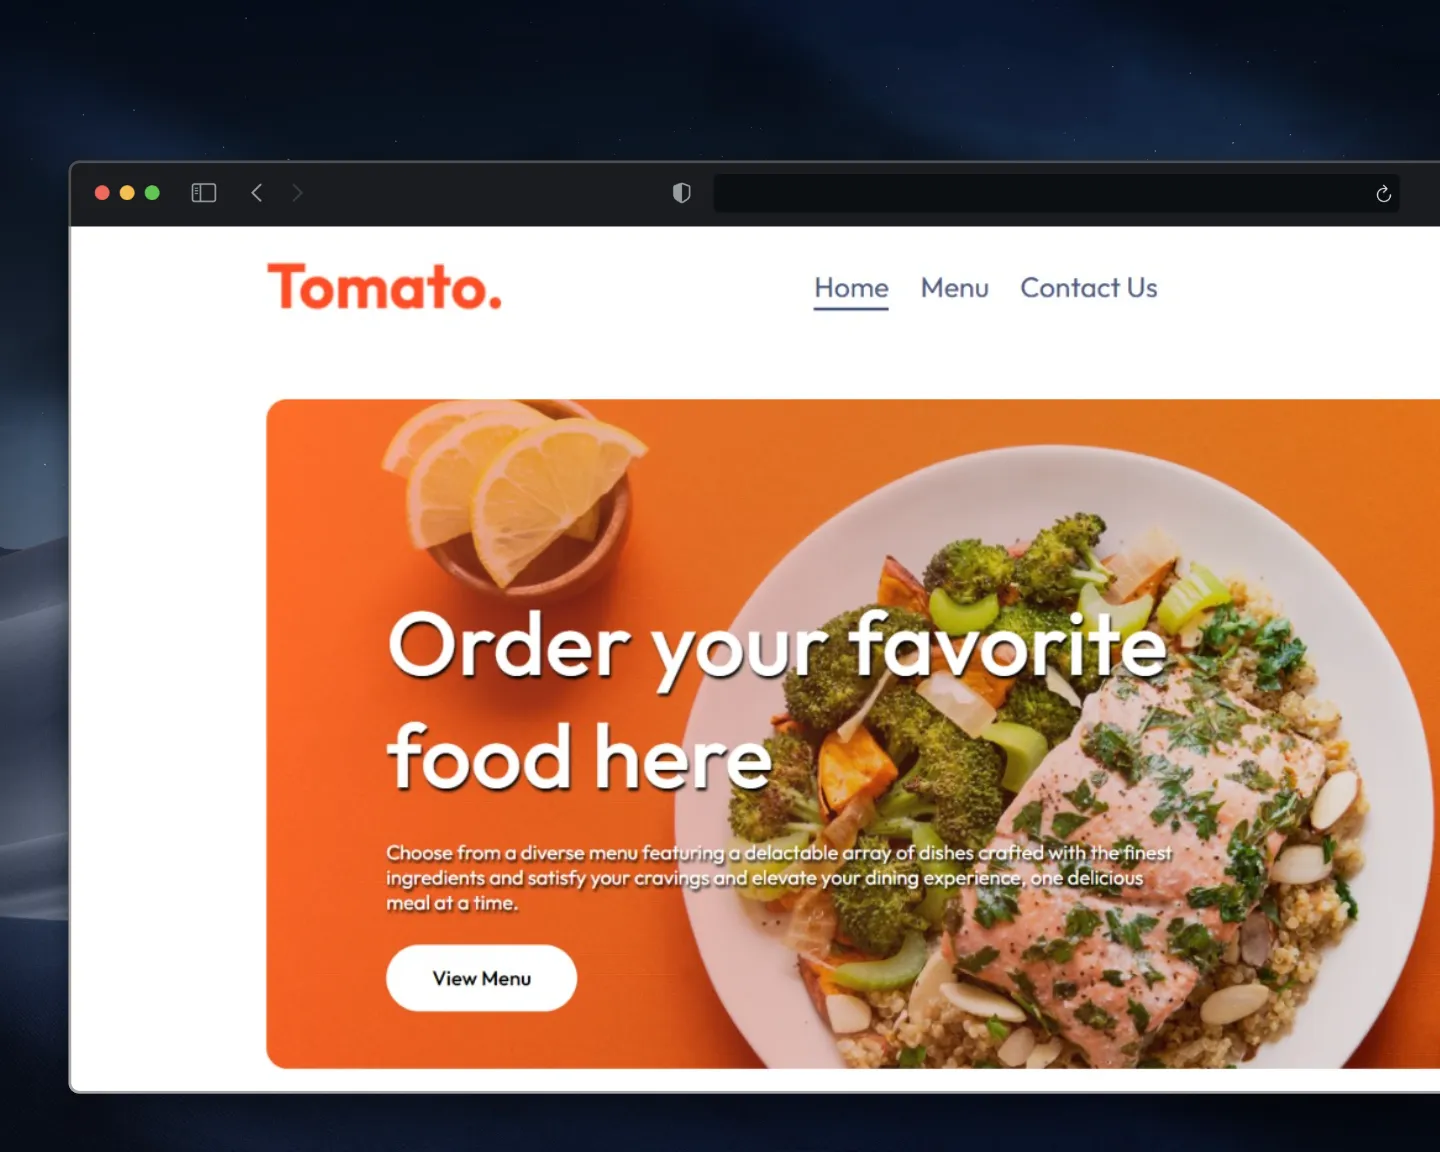 Tomato.
Home Menu Contact Us
Order your favorite
food here
Choose from a diverse menu featuring a delactable array of dishes crafted with the finest
ingredients and satisfy your cravings and elevate your dining experience, one delicious
meal at a time.
View Menu